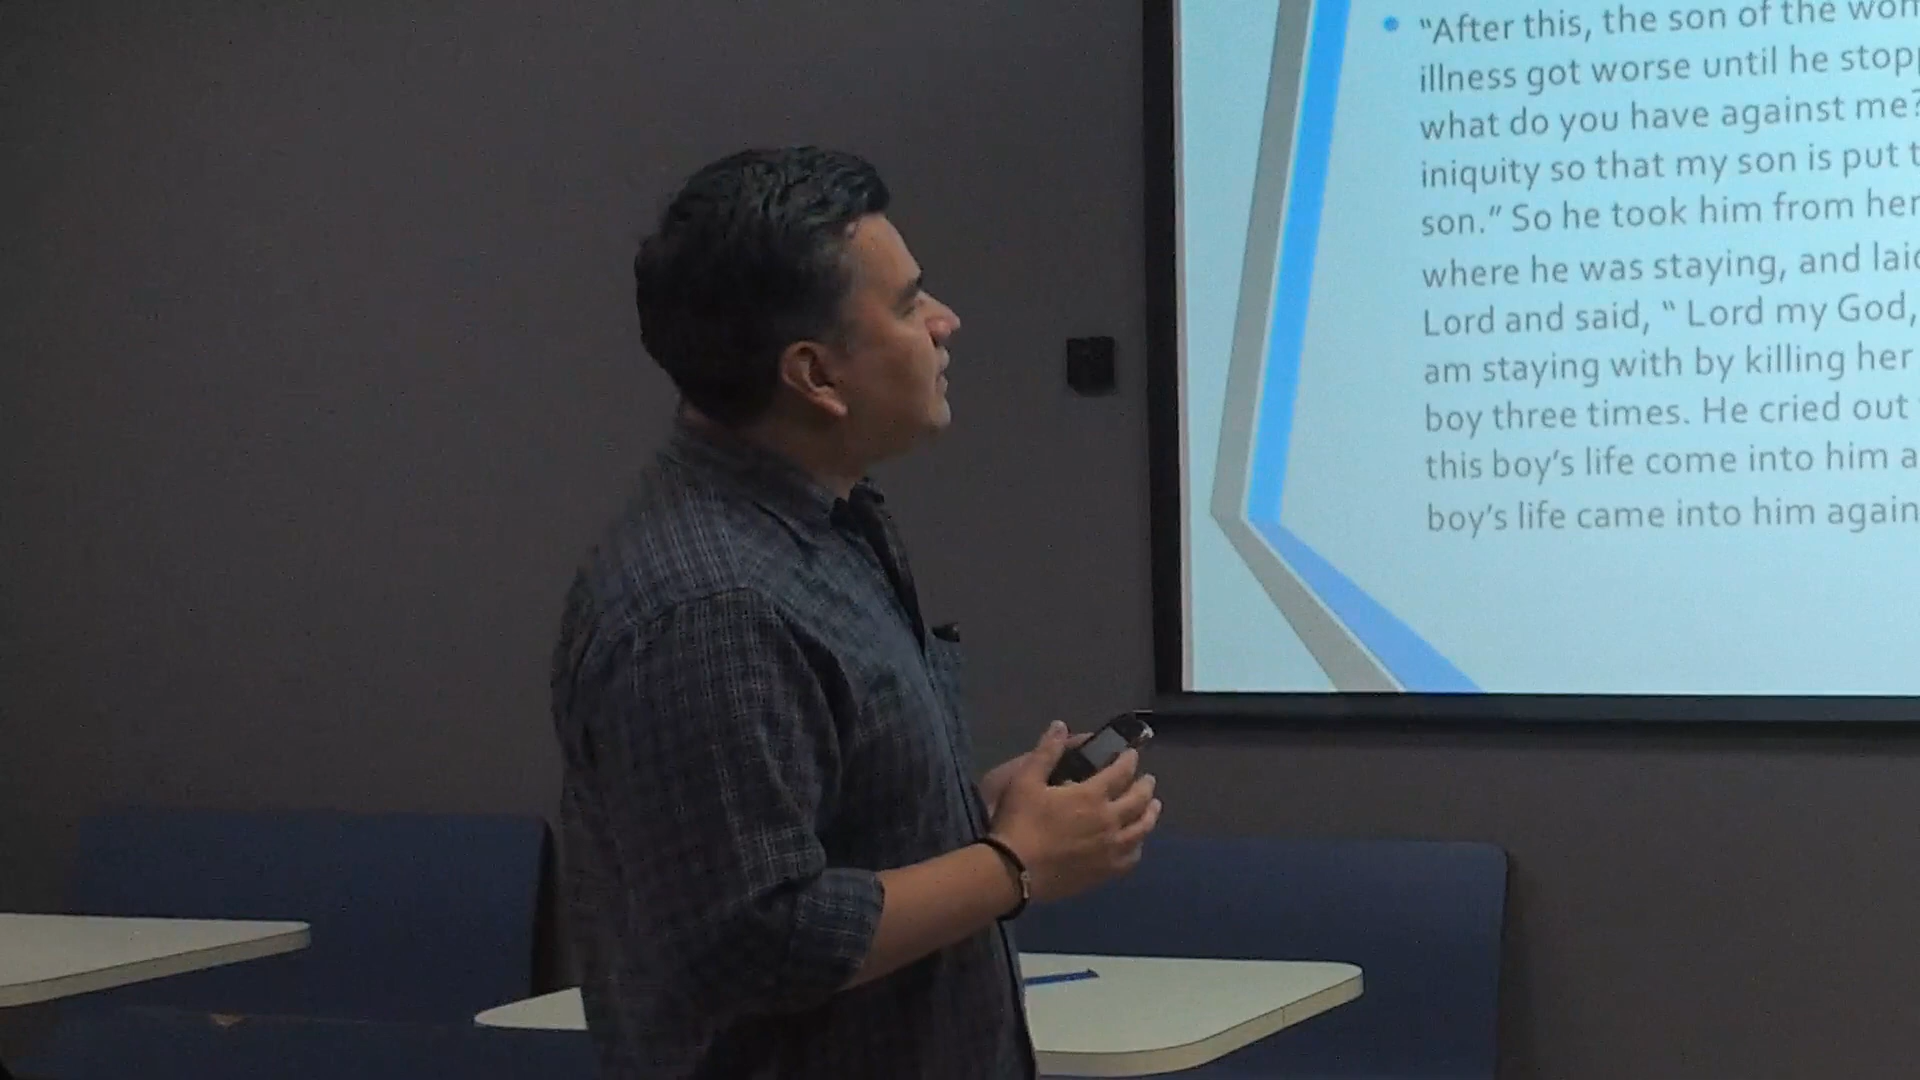 “After this, the son of the
illness got worse until he
what do you have against me?
iniquity so that my son is put
son.” So he took him from her
where he was staying, and
Lord and said, “ Lord my God,
am staying with by killing her
boy three times. He cried out
this boy’s life come into him
boy’s life came into him again